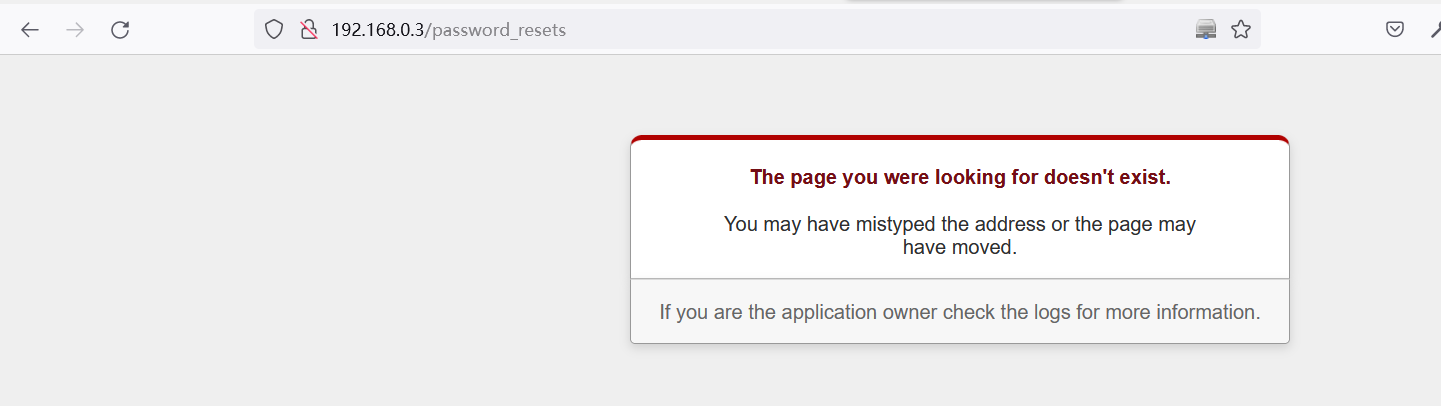 192.168.0.3/password_resets
The page you were looking for doesn't exist.
You may have mistyped the address or the page may
have moved.
If you are the application owner check the logs for more information.